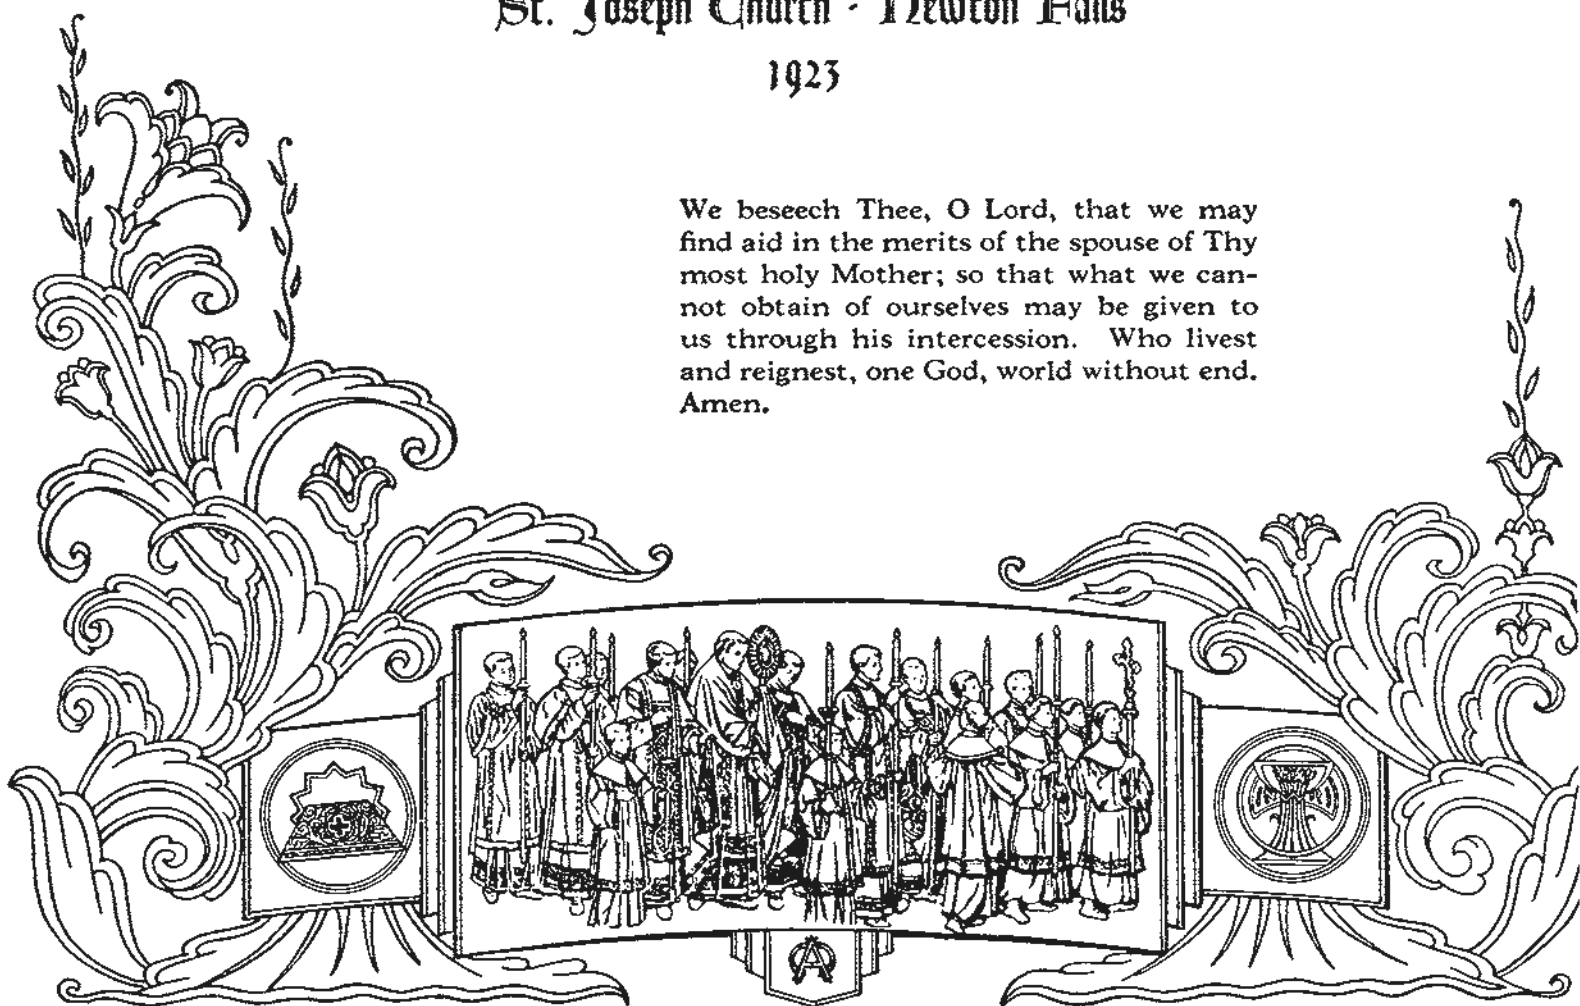 St. Joseph Church - Newton Falls
1923
We beseech Thee, O Lord, that we may
find aid in the merits of the spouse of Thy
most holy Mother; so that what we can-
not obtain of ourselves may be given to
us through his intercession. Who livest
and reignest, one God, world without end.
Amen.